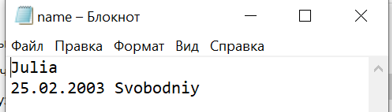 name – Блокнот
Файл Правка Формат Вид Справка
Julia
25.02.2003 Svobodniy